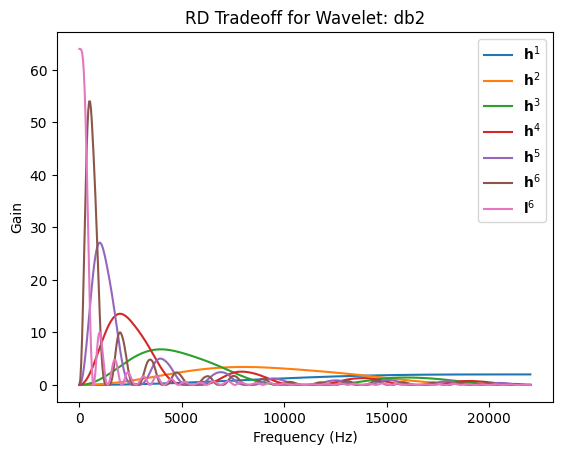 RD Tradeoff for Wavelet: db2
Gain
60
50
40
30
20
10
0
0 5000 10000 15000 20000
Frequency (Hz)
h¹
h²
h³
h⁴
h⁵
h⁶
l⁶